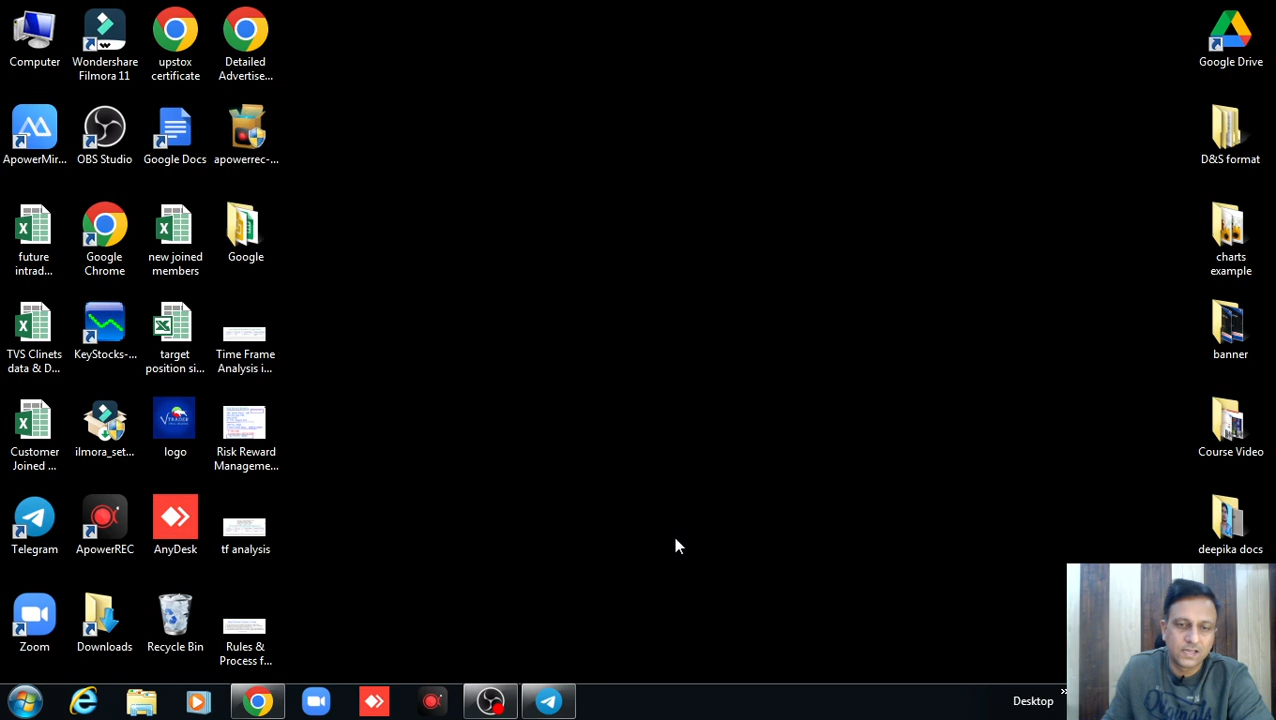 Computer
Wondershare
Filmora 11
upstox
certificate
Detailed
Advertise...
Google Drive
ApowerMir...
OBS Studio
Google Docs
apowerrec-...
D&S format
future
intrad...
Google
Chrome
new joined
members
Google
charts
example
TVS Clinets
data & D...
KeyStocks-...
target
position si...
Time Frame
Analysis i...
banner
Customer
Joined ...
ilmora_set...
logo
Risk Reward
Manageme...
Course Video
Telegram
ApowerREC
AnyDesk
tf analysis
deepika docs
Zoom
Downloads
Recycle Bin
Rules &
Process f...
Desktop